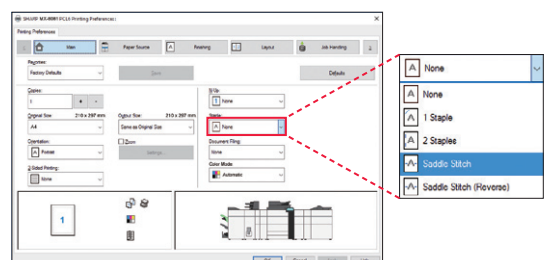 SHARP MX-8081 PCL6 Printing Preferences
Printing Preferences
Main
Paper Source
Finishing
Layout
Job Handling
Favorites:
Factory Defaults
Save
Defaults
Copies:
1
N-Up:
1 None
Original Size:
210 x 297 mm
A4
Output Size:
210 x 297 mm
Same as Original Size
Staple:
None
Orientation:
Portrait
Zoom
Settings...
Document Filing:
None
2-Sided Printing:
None
Color Mode:
Automatic
1
None
None
1 Staple
2 Staples
Saddle Stitch
Saddle Stitch (Reverse)